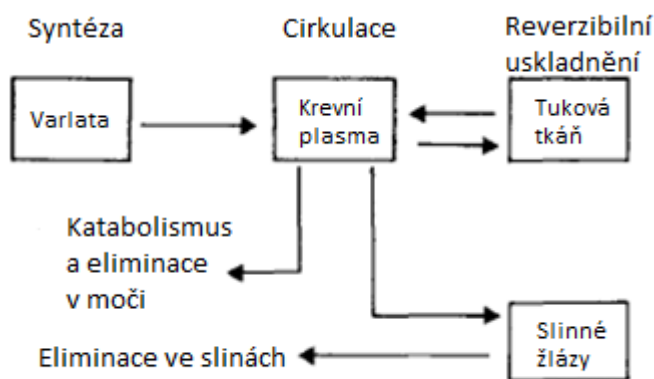 Syntéza
Cirkulace
Reverzibilní
uskladnění
Varlata
Krevní
plasma
Tuková
tkáň
Katabolismus
a eliminace
v moči
Slinné
žlázy
Eliminace ve slinách